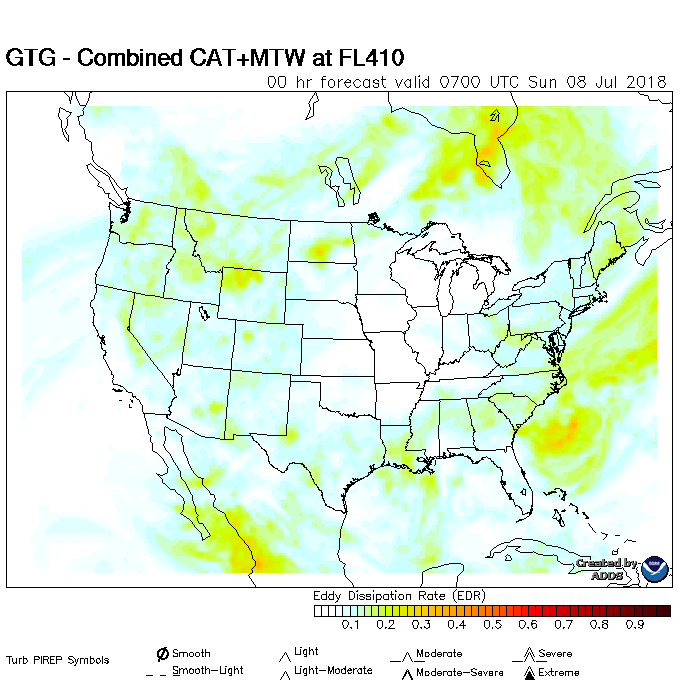 GTG - Combined CAT+MTW at FL410
00 hr forecast valid 0700 UTC Sun 08 Jul 2018
Created by
ADDS
Eddy Dissipation Rate (EDR)
0.1 0.2 0.3 0.4 0.5 0.6 0.7 0.8 0.9
Turb PIREP Symbols
Smooth Light Moderate Severe
Smooth-Light Light-Moderate Moderate-Severe Extreme